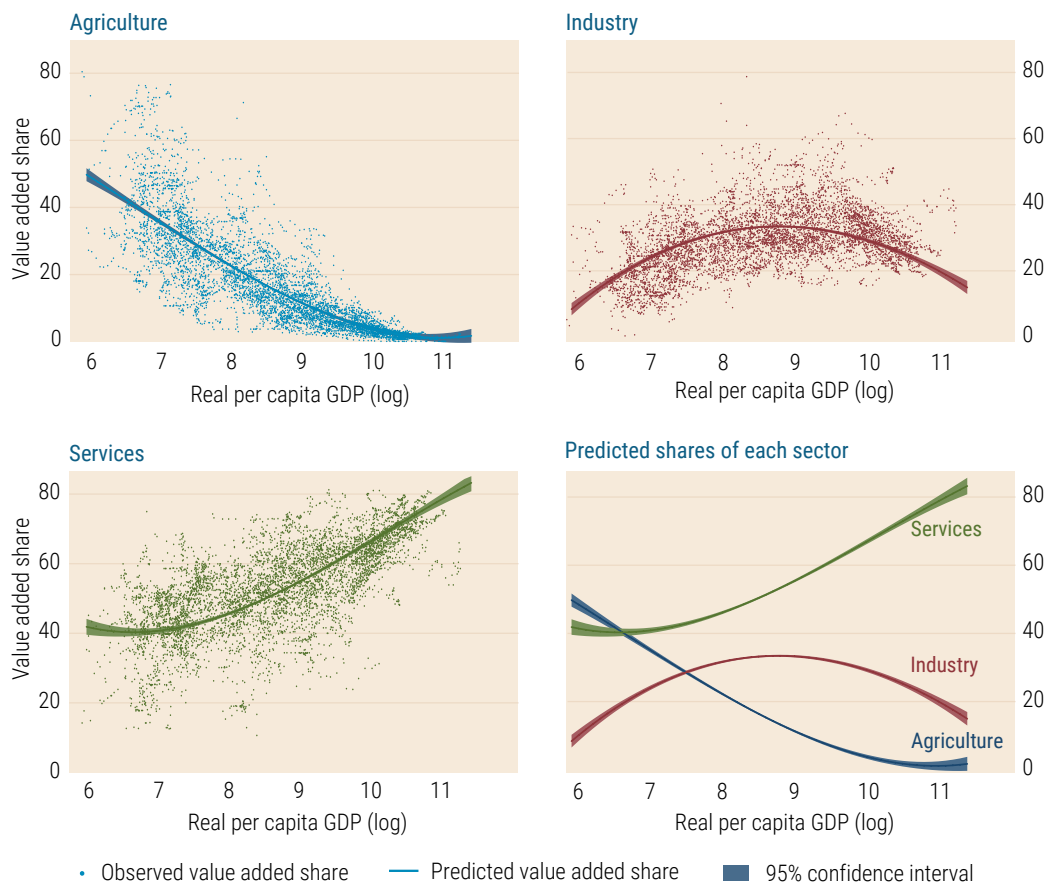 Agriculture
Value added share
80
60
40
20
0
6 7 8 9 10 11
Real per capita GDP (log)
Industry
80
60
40
20
0
6 7 8 9 10 11
Real per capita GDP (log)
Services
Value added share
80
60
40
20
0
6 7 8 9 10 11
Real per capita GDP (log)
Predicted shares of each sector
80
60
40
20
0
Services
Industry
Agriculture
6 7 8 9 10 11
Real per capita GDP (log)
Observed value added share Predicted value added share 95% confidence interval